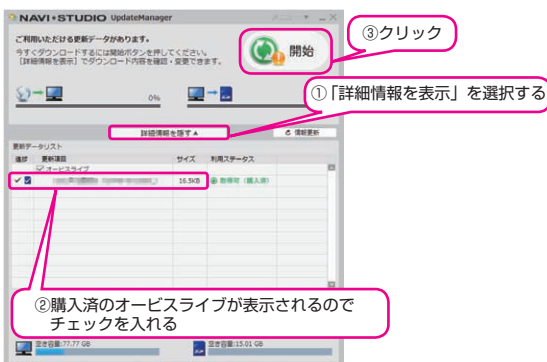 NAVI★STUDIO UpdateManager
ご利用いただける更新データがあります。
今すぐダウンロードするには開始ボタンを押してください。
[詳細情報を表示]でダウンロード内容を確認・変更できます。
開始
③クリック
0%
①「詳細情報を表示」を選択する
詳細情報を隠す▲
情報更新
更新データリスト
進捗 更新項目 サイズ 利用ステータス
オービスライブ
16.5KB 取得可(購入済)
②購入済のオービスライブが表示されるので
チェックを入れる
空き容量:77.77 GB
空き容量:15.01 GB